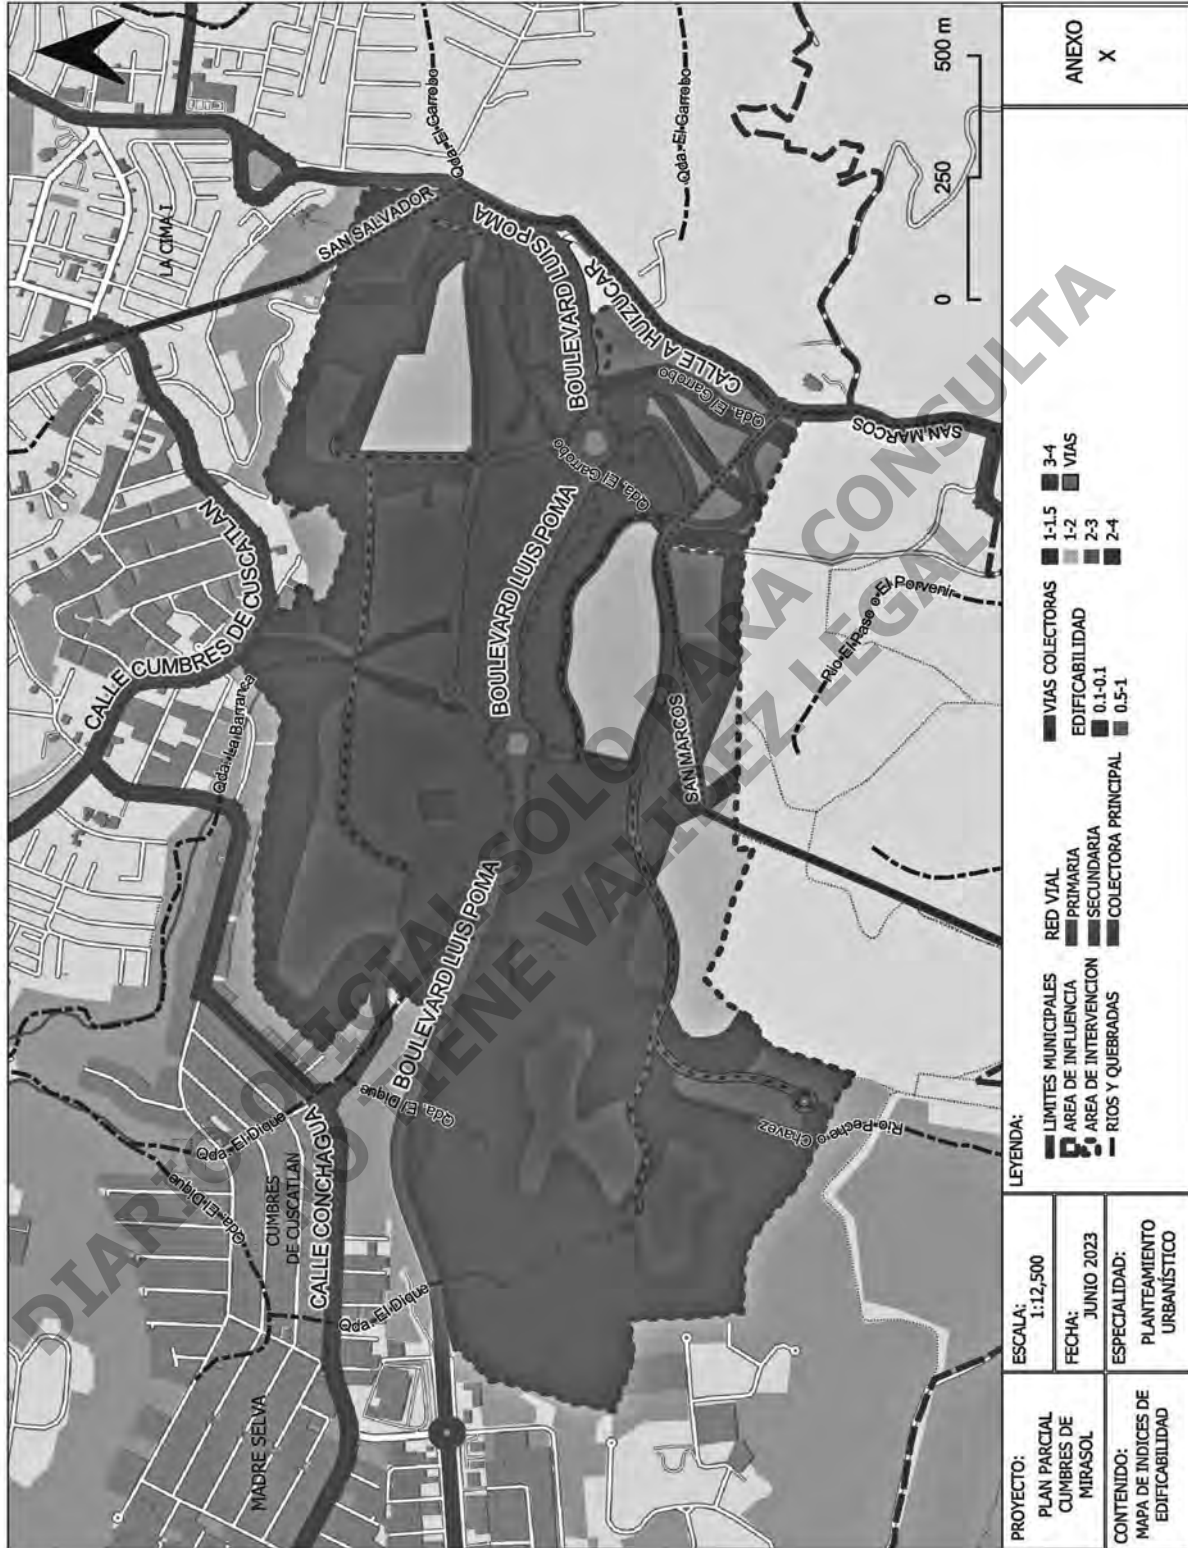 MADRE SELVA
CUMBRES
DE CUSCATLAN
CALLE CONCHAGUA
Qda. El Dique
Qda. El Dique
Qda. El Dique
Qda. El Dique
Qda. La Barranca
CALLE CUMBRES DE CUSCATLAN
LA CIMA I
SAN SALVADOR
Qda. El Garrobo
Qda. El Garrobo
BOULEVARD LUIS POMA
BOULEVARD LUIS POMA
BOULEVARD LUIS POMA
BOULEVARD LUIS POMA
CALLE A HUIZUCAR
Qda. El Garrobo
Qda. El Garrobo
SAN MARCOS
SAN MARCOS
Rio El Paso o El Porvenir
Rio Peche o Chavez
0 250 500 m
DIARIO OFICIAL SOLO PARA CONSULTA
NO TIENE VALIDEZ LEGAL
PROYECTO:
PLAN PARCIAL
CUMBRES DE
MIRASOL
CONTENIDO:
MAPA DE INDICES DE
EDIFICABILIDAD
ESCALA:
1:12,500
FECHA:
JUNIO 2023
ESPECIALIDAD:
PLANTEAMIENTO
URBANÍSTICO
LEYENDA:
LIMITES MUNICIPALES
AREA DE INFLUENCIA
AREA DE INTERVENCION
RIOS Y QUEBRADAS
RED VIAL
PRIMARIA
SECUNDARIA
COLECTORA PRINCIPAL
VIAS COLECTORAS
EDIFICABILIDAD
0.1-0.1
0.5-1
1-1.5
1-2
2-3
2-4
3-4
VIAS
ANEXO
X